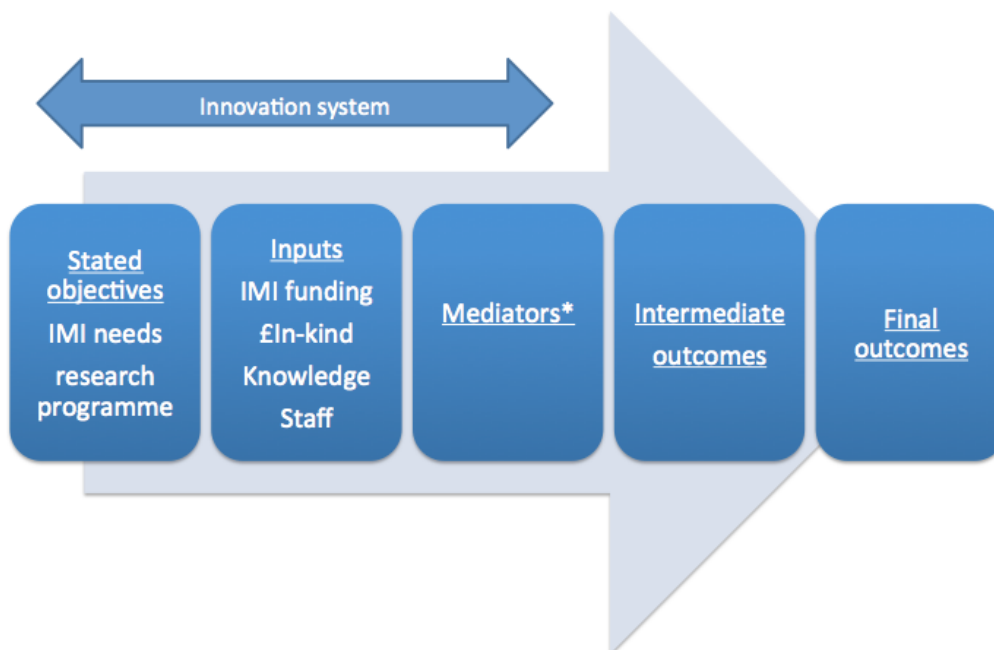 Innovation system
Stated
objectives
IMI needs
research
programme
Inputs
IMI funding
£In-kind
Knowledge
Staff
Mediators*
Intermediate
outcomes
Final
outcomes